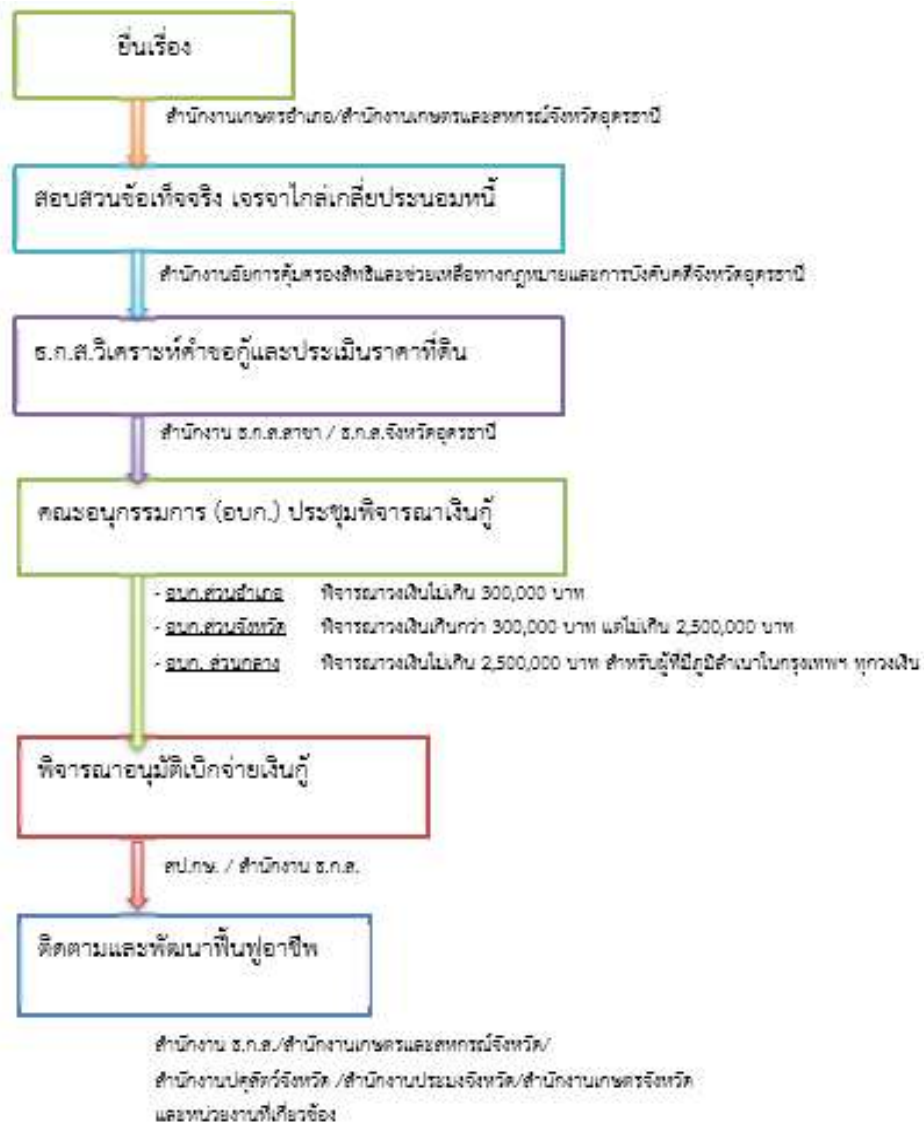 ยื่นเรื่อง
สำนักงานเกษตรอำเภอ/สำนักงานเกษตรและสหกรณ์จังหวัดอุดรธานี
สอบสวนข้อเท็จจริง เจรจาไกล่เกลี่ยประนอมหนี้
สำนักงานอัยการคุ้มครองสิทธิและช่วยเหลือทางกฎหมายและการบังคับคดีจังหวัดอุดรธานี
ธ.ก.ส.วิเคราะห์คำขอกู้และประเมินราคาที่ดิน
สำนักงาน ธ.ก.ส.สาขา / ธ.ก.ส.จังหวัดอุดรธานี
คณะอนุกรรมการ (อบก.) ประชุมพิจารณาเงินกู้
- อบก.ส่วนอำเภอ พิจารณาวงเงินไม่เกิน 300,000 บาท
- อบก.ส่วนจังหวัด พิจารณาวงเงินเกินกว่า 300,000 บาท แต่ไม่เกิน 2,500,000 บาท
- อบก. ส่วนกลาง พิจารณาวงเงินไม่เกิน 2,500,000 บาท สำหรับผู้ที่มีภูมิลำเนาในกรุงเทพฯ ทุกวงเงิน
พิจารณาอนุมัติเบิกจ่ายเงินกู้
สป.กษ. / สำนักงาน ธ.ก.ส.
ติดตามและพัฒนาฟื้นฟูอาชีพ
สำนักงาน ธ.ก.ส./สำนักงานเกษตรและสหกรณ์จังหวัด/
สำนักงานปศุสัตว์จังหวัด /สำนักงานประมงจังหวัด/สำนักงานเกษตรจังหวัด
และหน่วยงานที่เกี่ยวข้อง